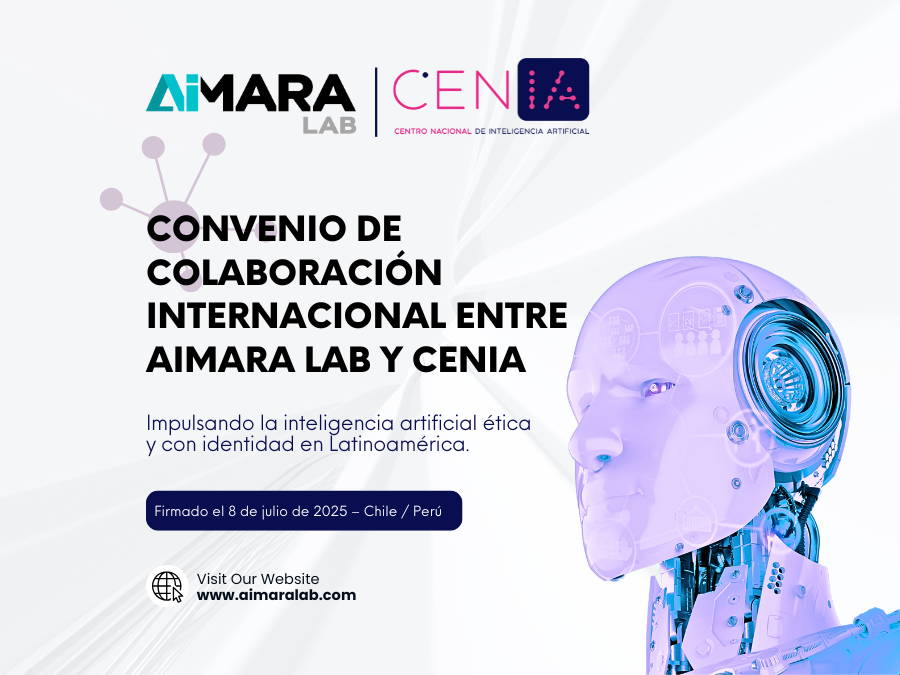 AiMARA
LAB
CENIA
CENTRO NACIONAL DE INTELIGENCIA ARTIFICIAL
CONVENIO DE
COLABORACIÓN
INTERNACIONAL ENTRE
AIMARA LAB Y CENIA
Impulsando la inteligencia artificial ética
y con identidad en Latinoamérica.
Firmado el 8 de julio de 2025 – Chile / Perú
Visit Our Website
www.aimaralab.com